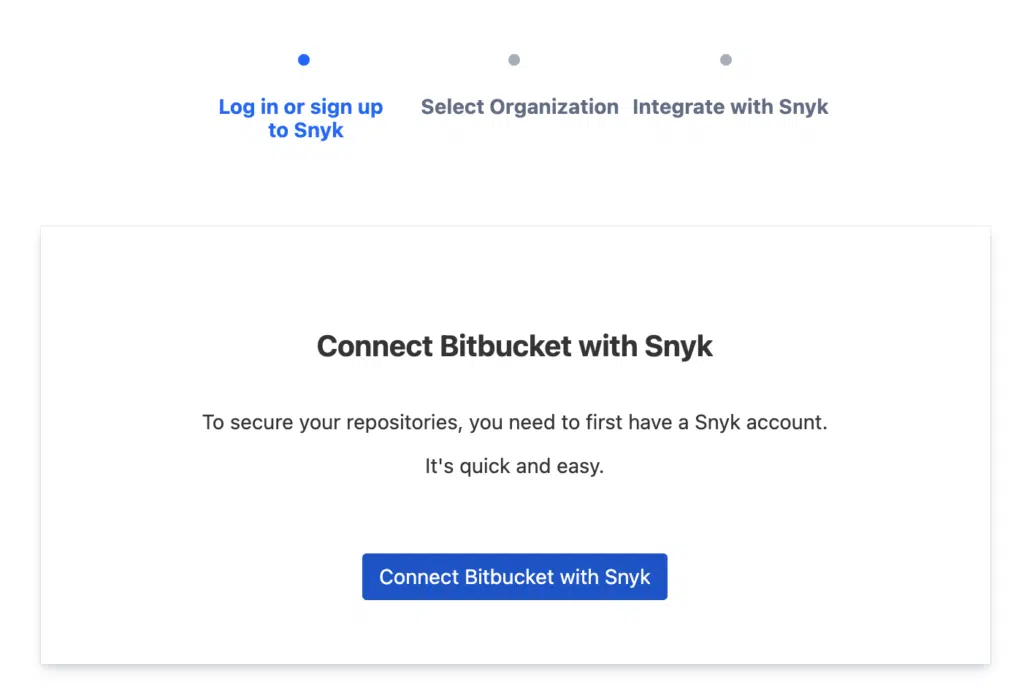 Log in or sign up
to Snyk
Select Organization
Integrate with Snyk
Connect Bitbucket with Snyk
To secure your repositories, you need to first have a Snyk account.
It's quick and easy.
Connect Bitbucket with Snyk